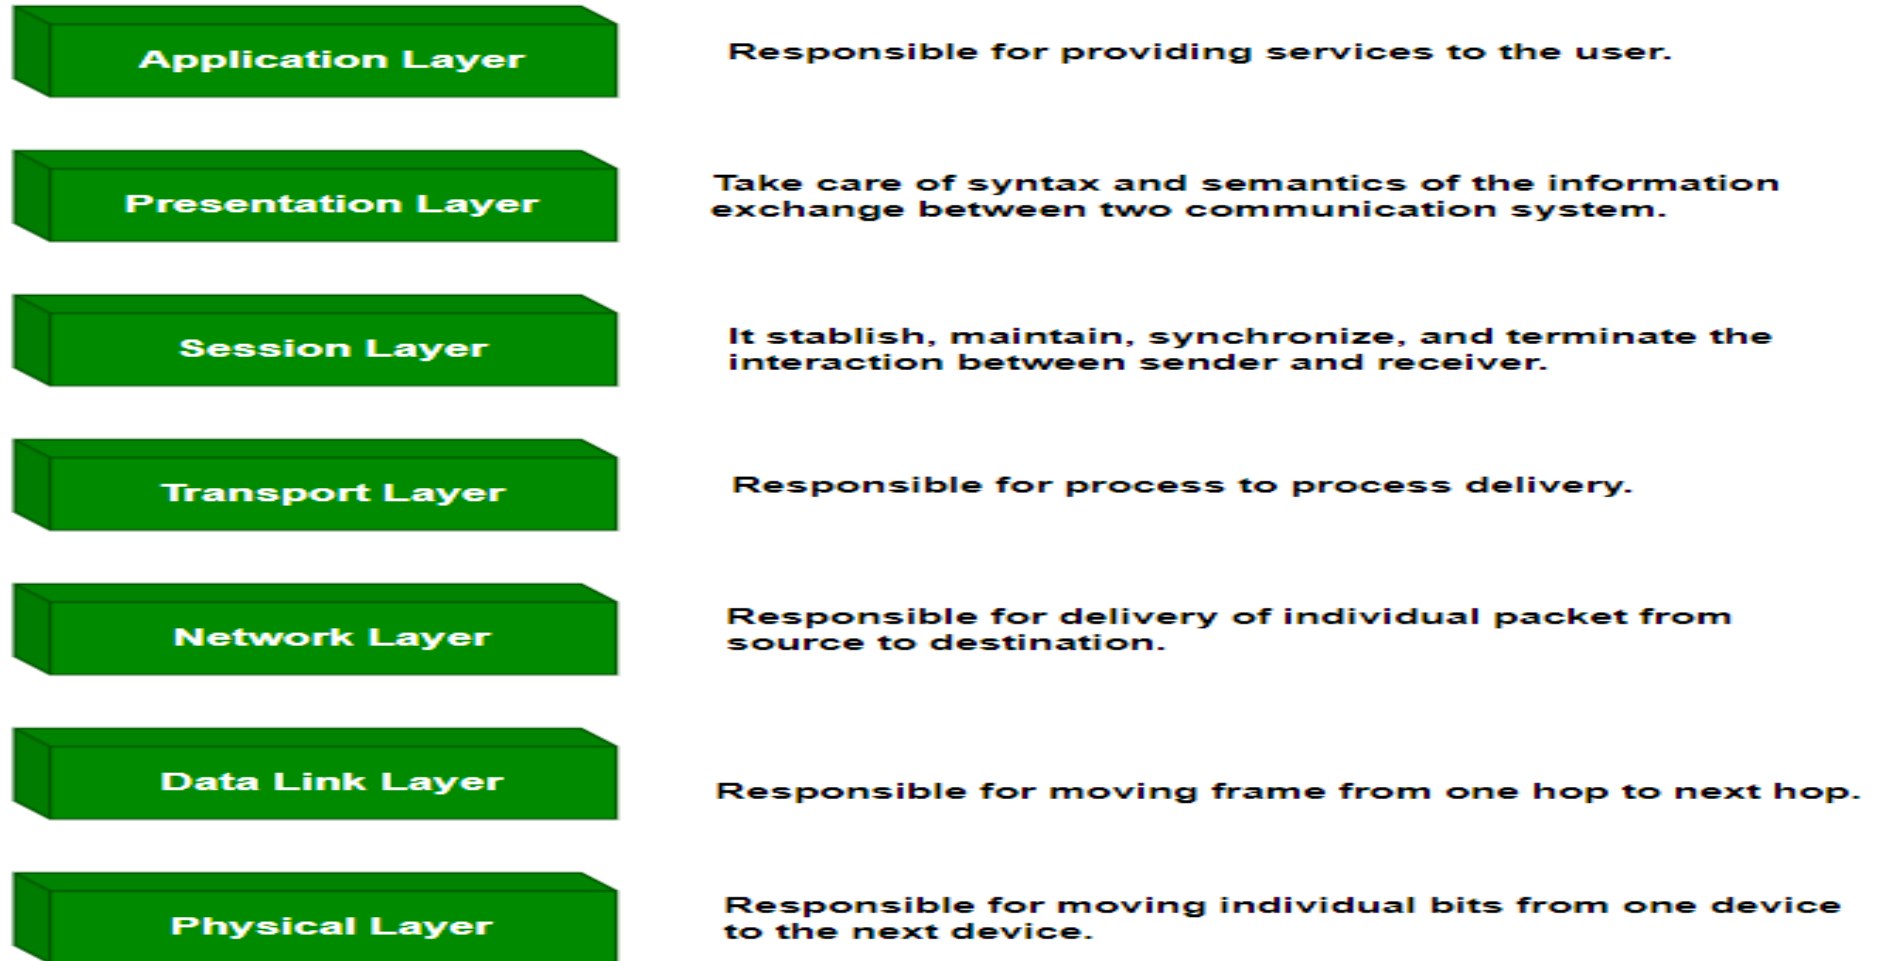 Application Layer
Responsible for providing services to the user.
Presentation Layer
Take care of syntax and semantics of the information
exchange between two communication system.
Session Layer
It stablish, maintain, synchronize, and terminate the
interaction between sender and receiver.
Transport Layer
Responsible for process to process delivery.
Network Layer
Responsible for delivery of individual packet from
source to destination.
Data Link Layer
Responsible for moving frame from one hop to next hop.
Physical Layer
Responsible for moving individual bits from one device
to the next device.